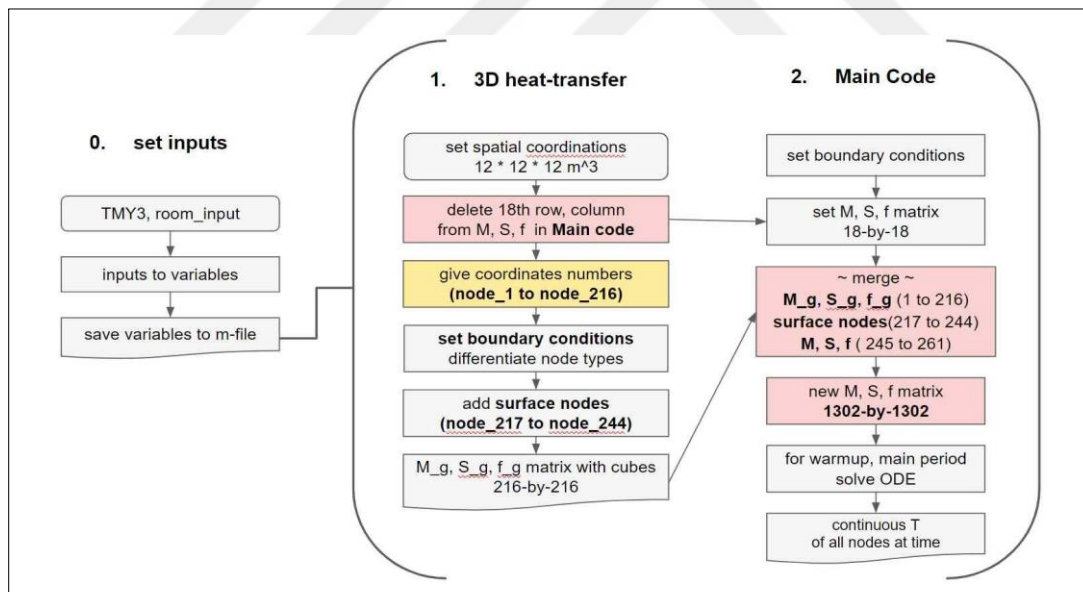 0. set inputs
TMY3, room_input
inputs to variables
save variables to m-file
1. 3D heat-transfer
set spatial coordinations
12 * 12 * 12 m^3
delete 18th row, column
from M, S, f in Main code
give coordinates numbers
(node_1 to node_216)
set boundary conditions
differentiate node types
add surface nodes
(node_217 to node_244)
M_g, S_g, f_g matrix with cubes
216-by-216
2. Main Code
set boundary conditions
set M, S, f matrix
18-by-18
~ merge ~
M_g, S_g, f_g (1 to 216)
surface nodes(217 to 244)
M, S, f ( 245 to 261)
new M, S, f matrix
1302-by-1302
for warmup, main period
solve ODE
continuous T
of all nodes at time